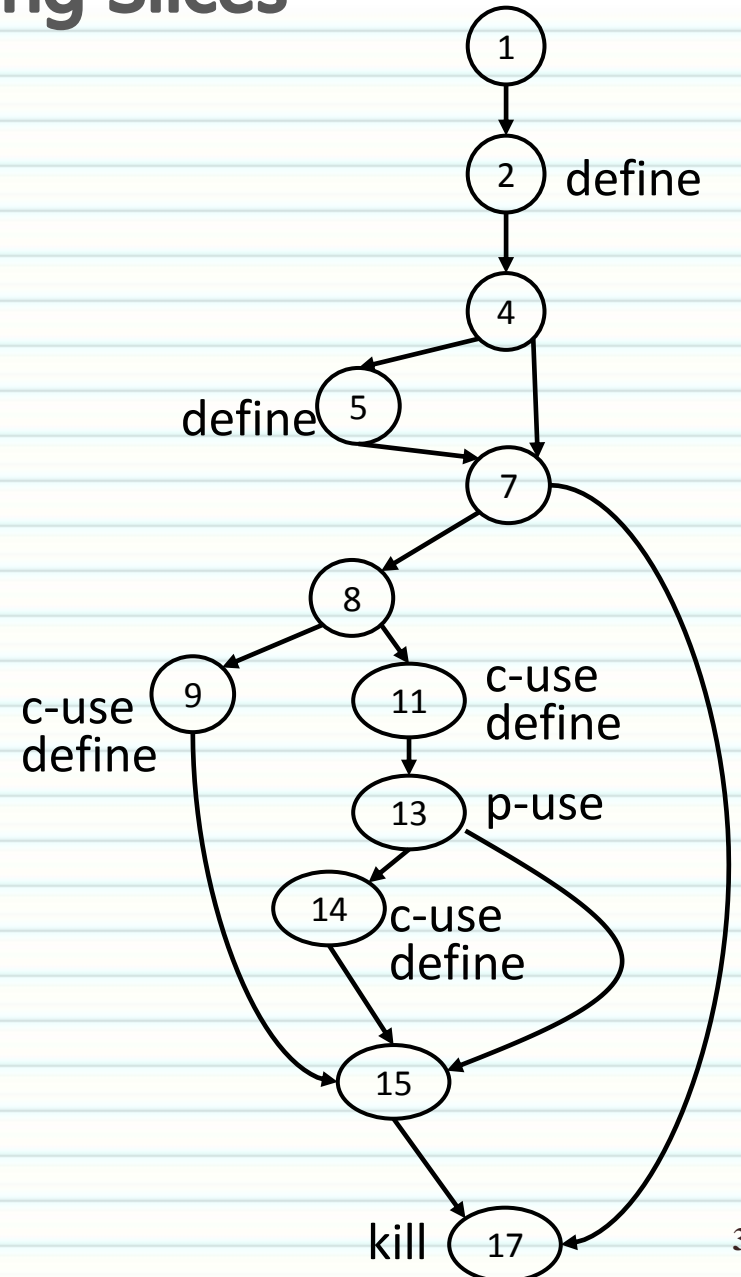 ng Slices
1
2 define
4
define 5
7
8
9
c-use
define
11
c-use
define
13 p-use
14
c-use
define
15
kill 17